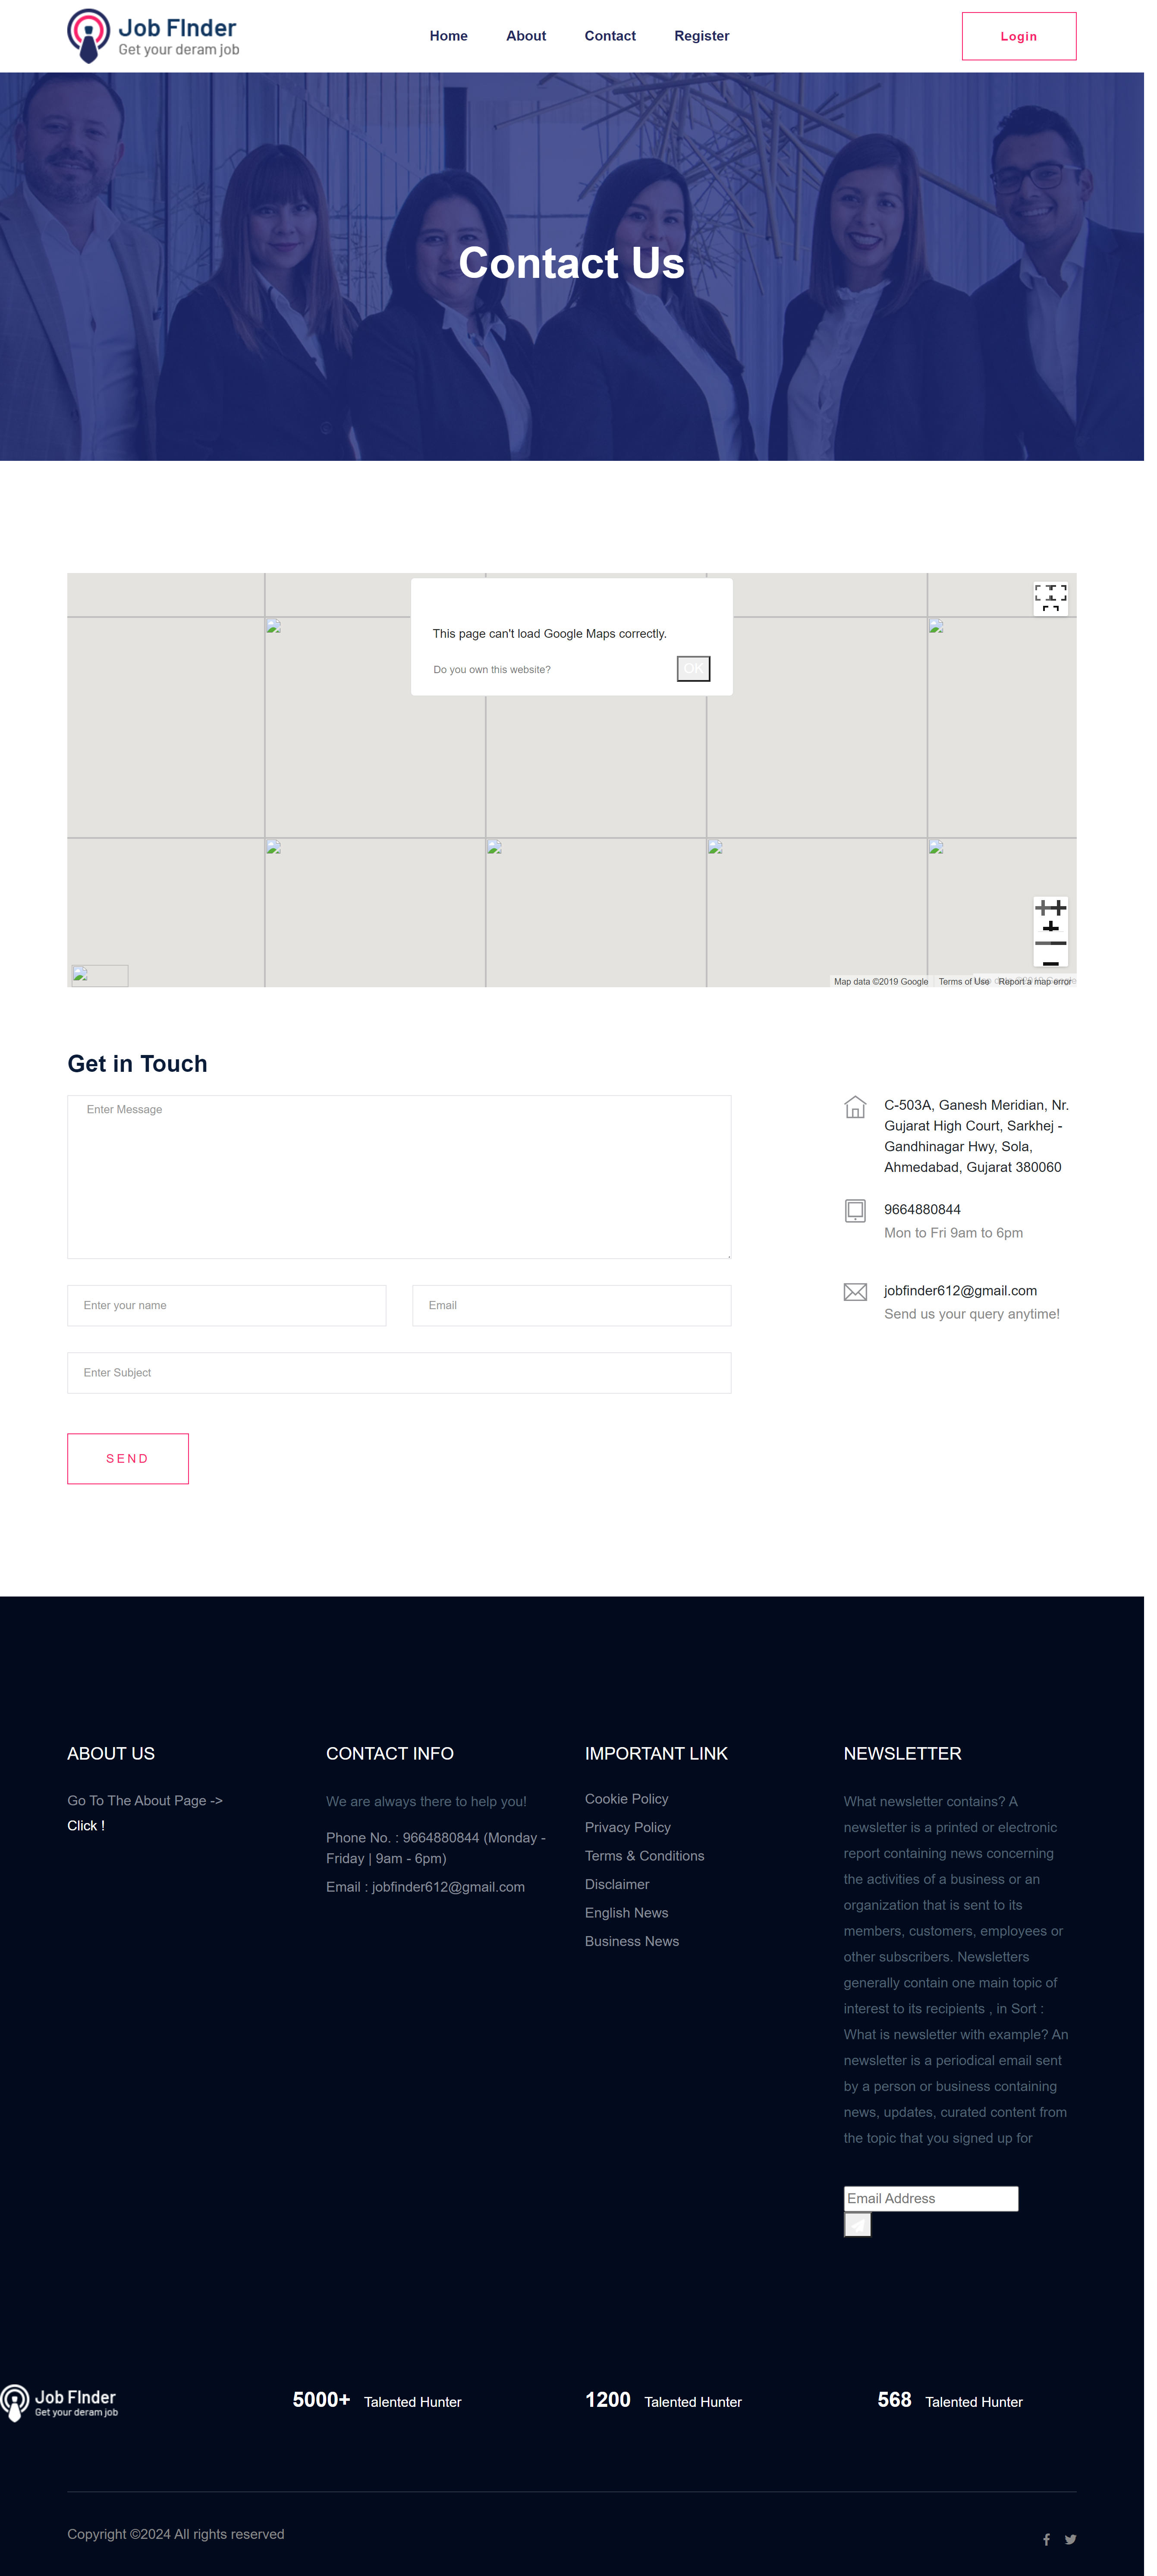 Job FInder
Get your deram job
Home
About
Contact
Register
Login
Contact Us
This page can't load Google Maps correctly.
Do you own this website?
OK
Map data ©2019 Google
Terms of Use
Report a map error
Get in Touch
Enter Message
Enter your name
Email
Enter Subject
SEND
C-503A, Ganesh Meridian, Nr.
Gujarat High Court, Sarkhej -
Gandhinagar Hwy, Sola,
Ahmedabad, Gujarat 380060
9664880844
Mon to Fri 9am to 6pm
jobfinder612@gmail.com
Send us your query anytime!
ABOUT US
Go To The About Page ->
Click !
CONTACT INFO
We are always there to help you!
Phone No. : 9664880844 (Monday -
Friday | 9am - 6pm)
Email : jobfinder612@gmail.com
IMPORTANT LINK
Cookie Policy
Privacy Policy
Terms & Conditions
Disclaimer
English News
Business News
NEWSLETTER
What newsletter contains? A
newsletter is a printed or electronic
report containing news concerning
the activities of a business or an
organization that is sent to its
members, customers, employees or
other subscribers. Newsletters
generally contain one main topic of
interest to its recipients , in Sort :
What is newsletter with example? An
newsletter is a periodical email sent
by a person or business containing
news, updates, curated content from
the topic that you signed up for
Email Address
Job FInder
Get your deram job
5000+ Talented Hunter
1200 Talented Hunter
568 Talented Hunter
Copyright ©2024 All rights reserved